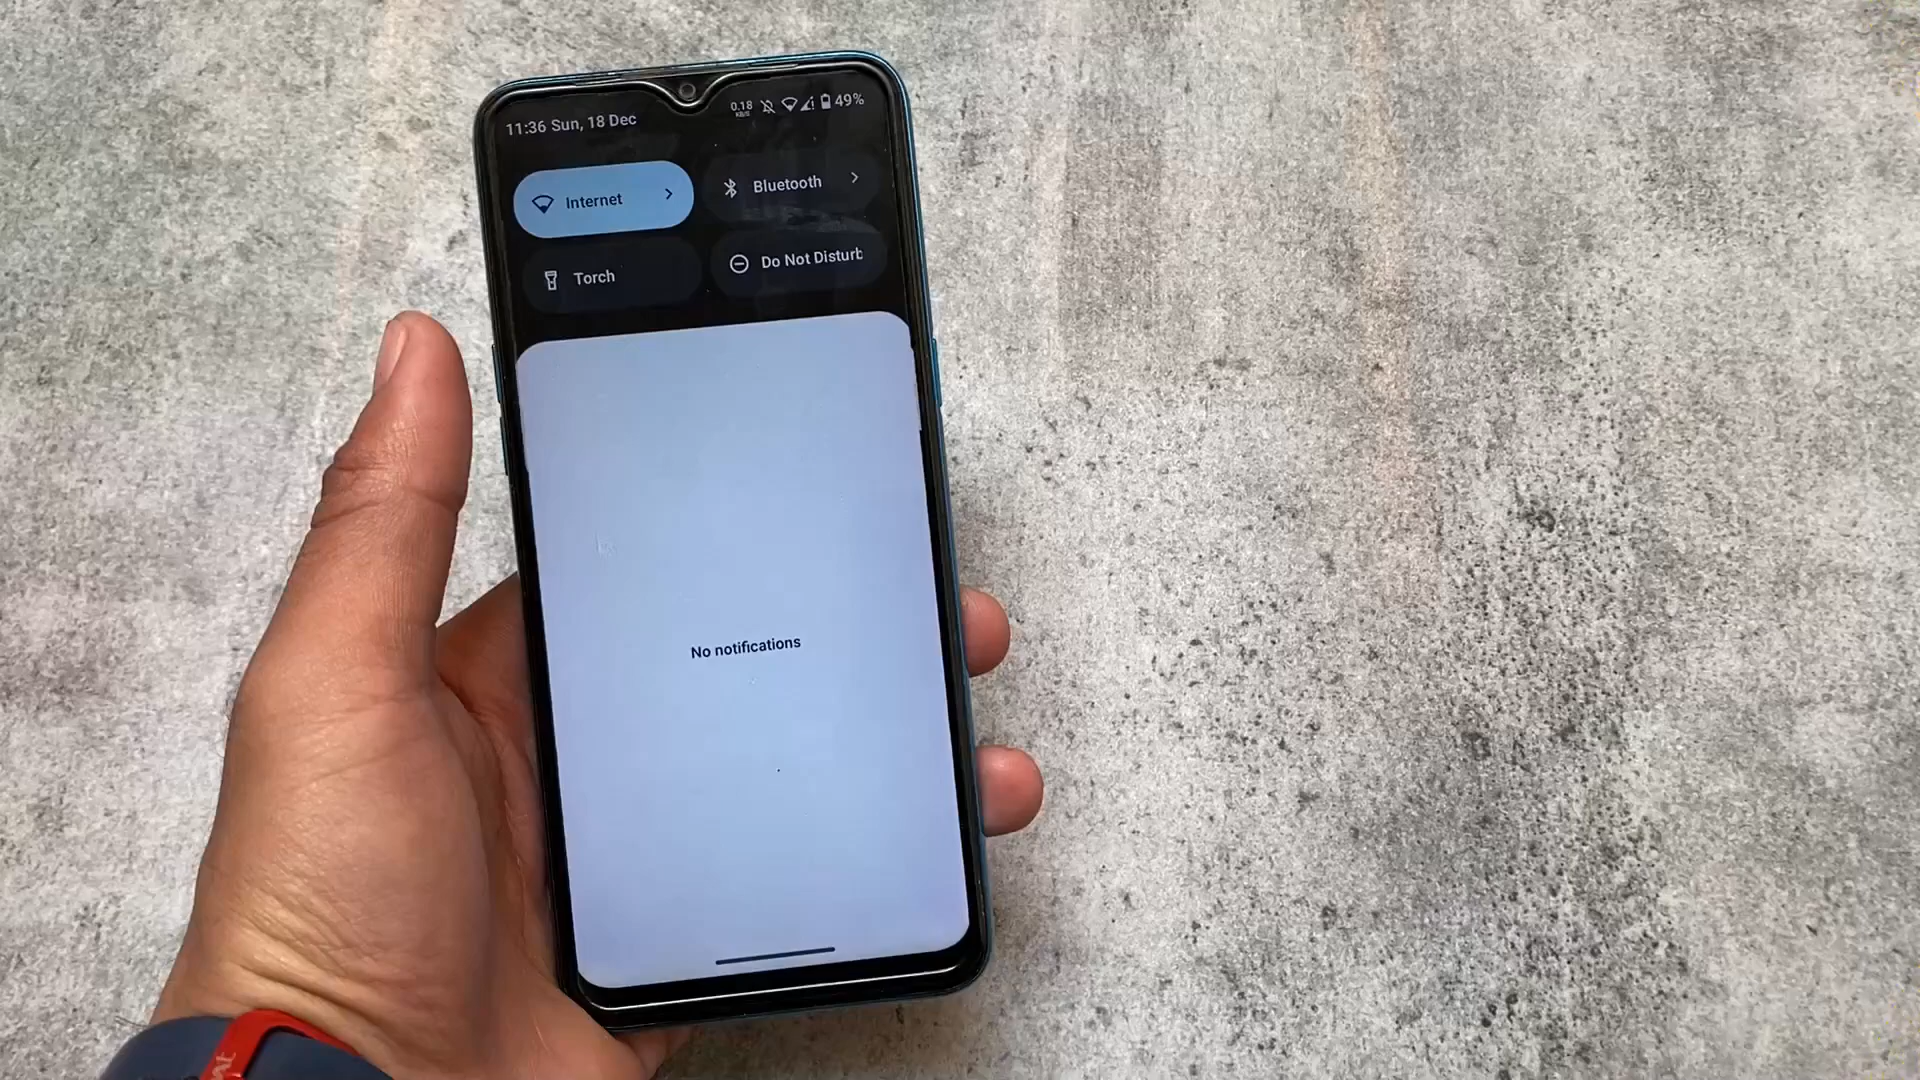 11:36 Sun, 18 Dec
0.18
KB/S
49%
Internet
Bluetooth
Torch
Do Not Disturb
No notifications